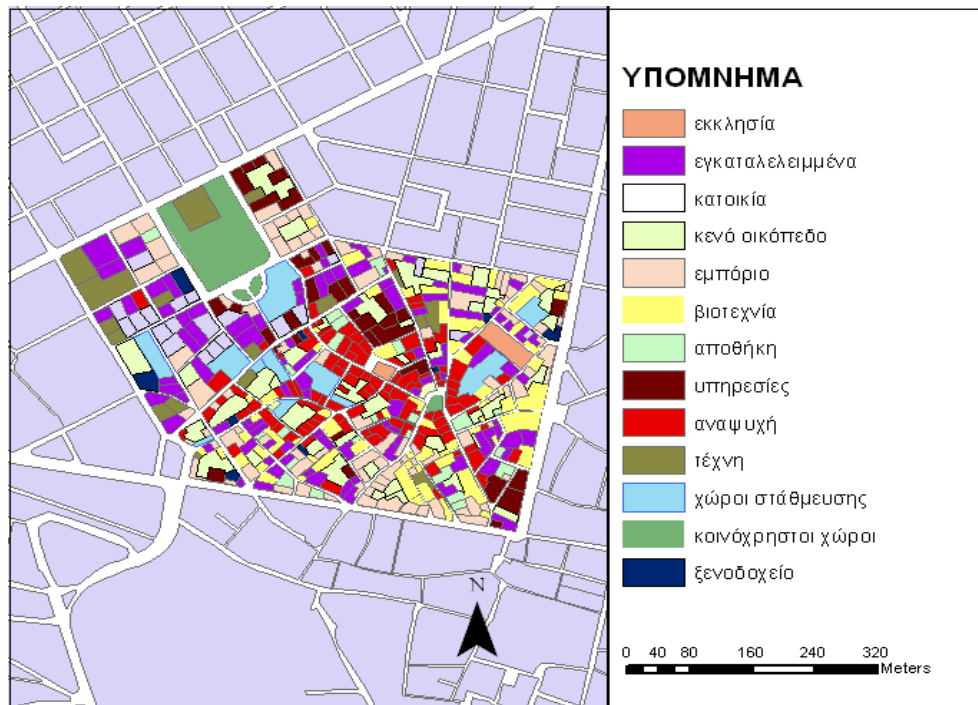 ΥΠΟΜΝΗΜΑ
εκκλησία
εγκαταλελειμμένα
κατοικία
κενό οικόπεδο
εμπόριο
βιοτεχνία
αποθήκη
υπηρεσίες
αναψυχή
τέχνη
χώροι στάθμευσης
κοινόχρηστοι χώροι
ξενοδοχείο
N
0 40 80 160 240 320
Meters